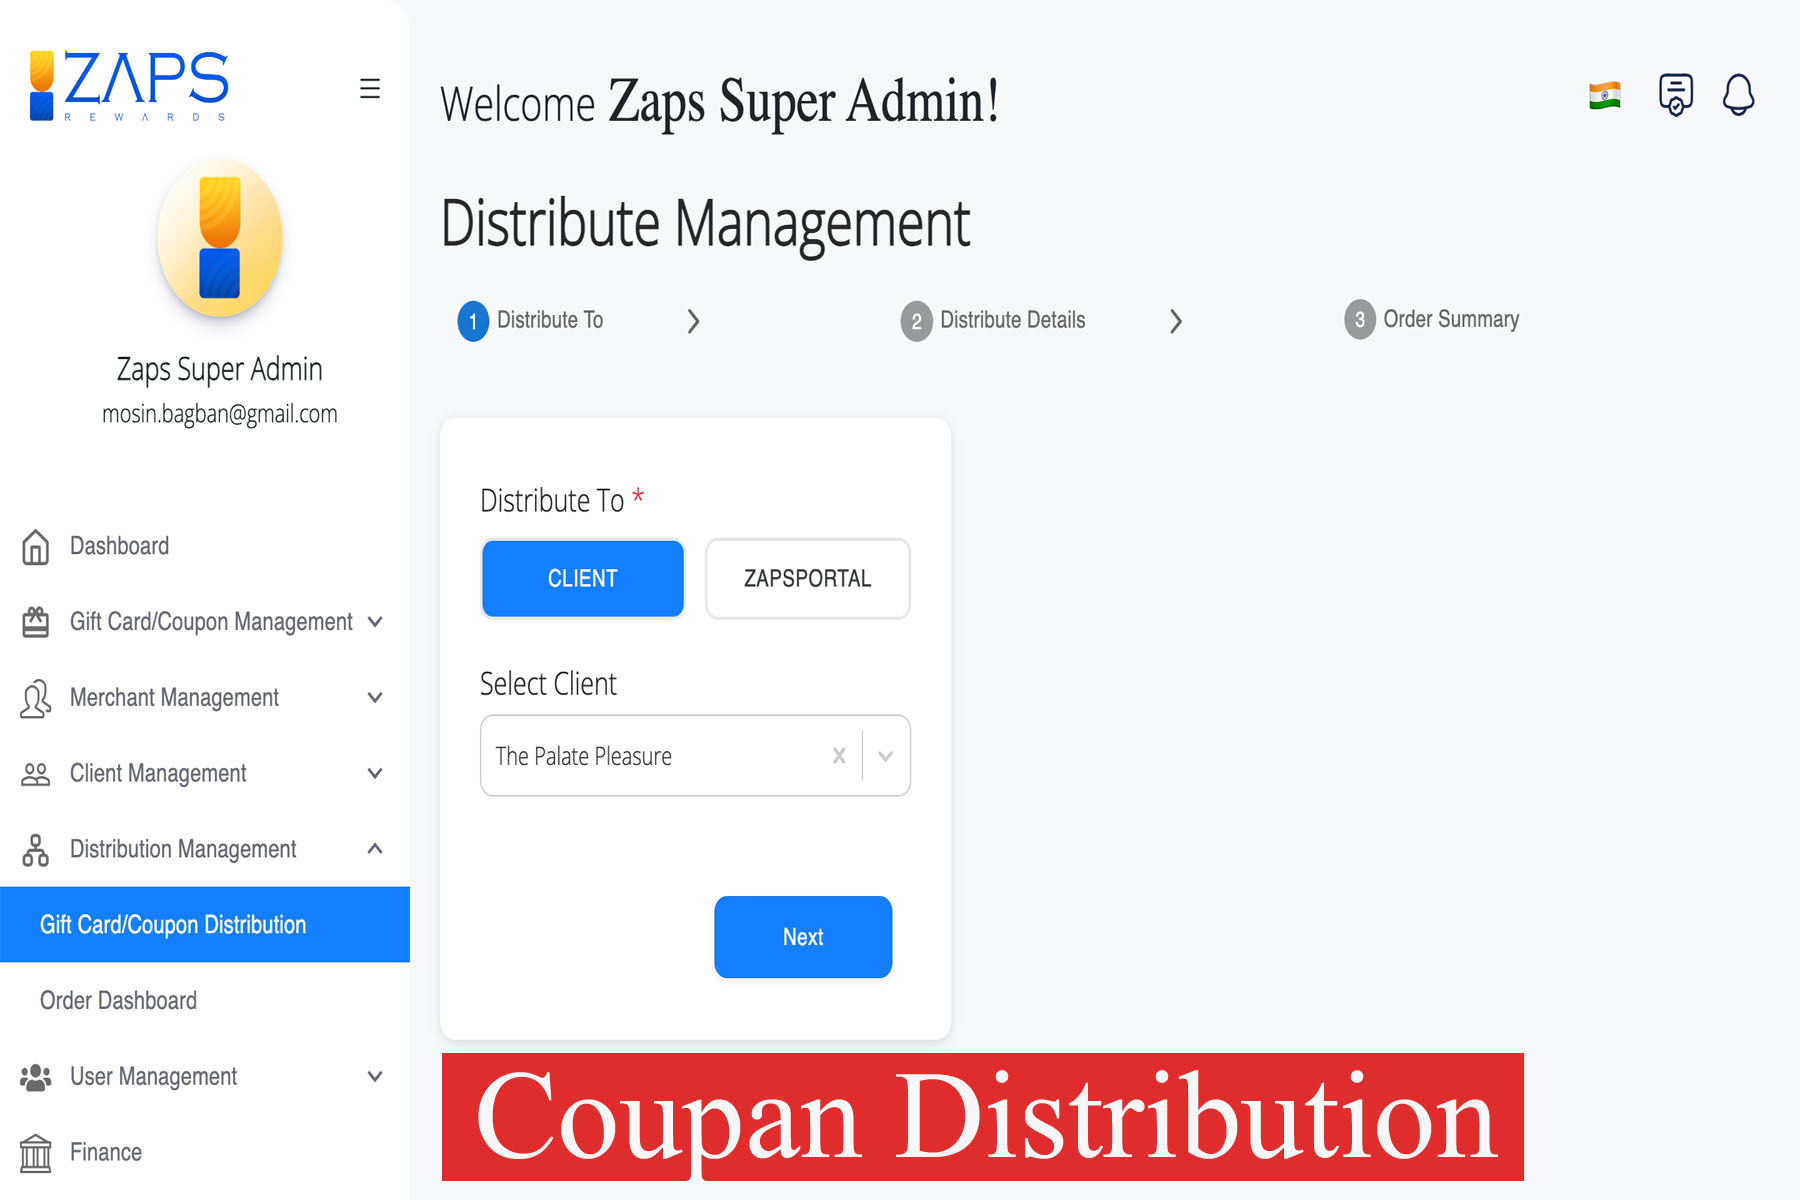 ZAPS
REWARDS
Zaps Super Admin
mosin.bagban@gmail.com
Dashboard
Gift Card/Coupon Management
Merchant Management
Client Management
Distribution Management
Gift Card/Coupon Distribution
Order Dashboard
User Management
Finance
Welcome Zaps Super Admin!
Distribute Management
1 Distribute To
2 Distribute Details
3 Order Summary
Distribute To *
CLIENT
ZAPSPORTAL
Select Client
The Palate Pleasure
Next
Coupan Distribution